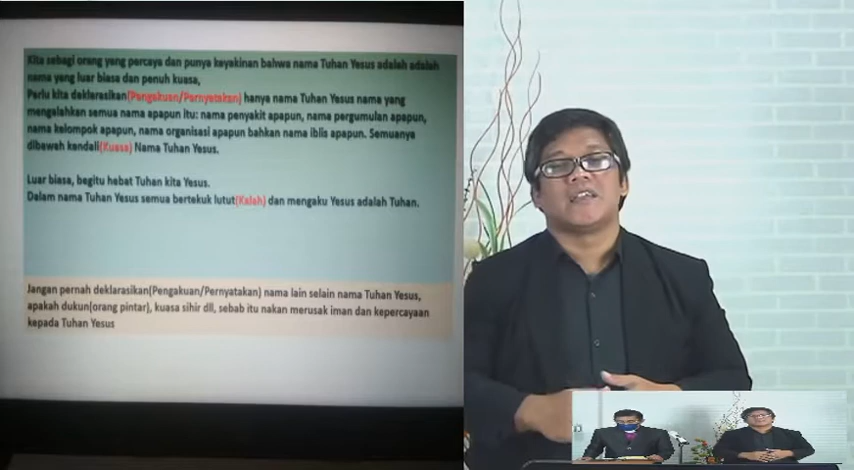 Kita sebagi orang yang percaya dan punya keyakinan bahwa nama Tuhan Yesus adalah adalah
nama yang luar biasa dan penuh kuasa,
Perlu kita deklarasikan(Pengakuan/Pernyatakan) hanya nama Tuhan Yesus nama yang
mengalahkan semua nama apapun itu: nama penyakit apapun, nama pergumulan apapun,
nama kelompok apapun, nama organisasi apapun bahkan nama iblis apapun. Semuanya
dibawah kendali(Kuasa) Nama Tuhan Yesus.
Luar biasa, begitu hebat Tuhan kita Yesus.
Dalam nama Tuhan Yesus semua bertekuk lutut(Kalah) dan mengaku Yesus adalah Tuhan.
Jangan pernah deklarasikan(Pengakuan/Pernyatakan) nama lain selain nama Tuhan Yesus,
apakah dukun(orang pintar), kuasa sihir dll, sebab itu nakan merusak iman dan kepercayaan
kepada Tuhan Yesus